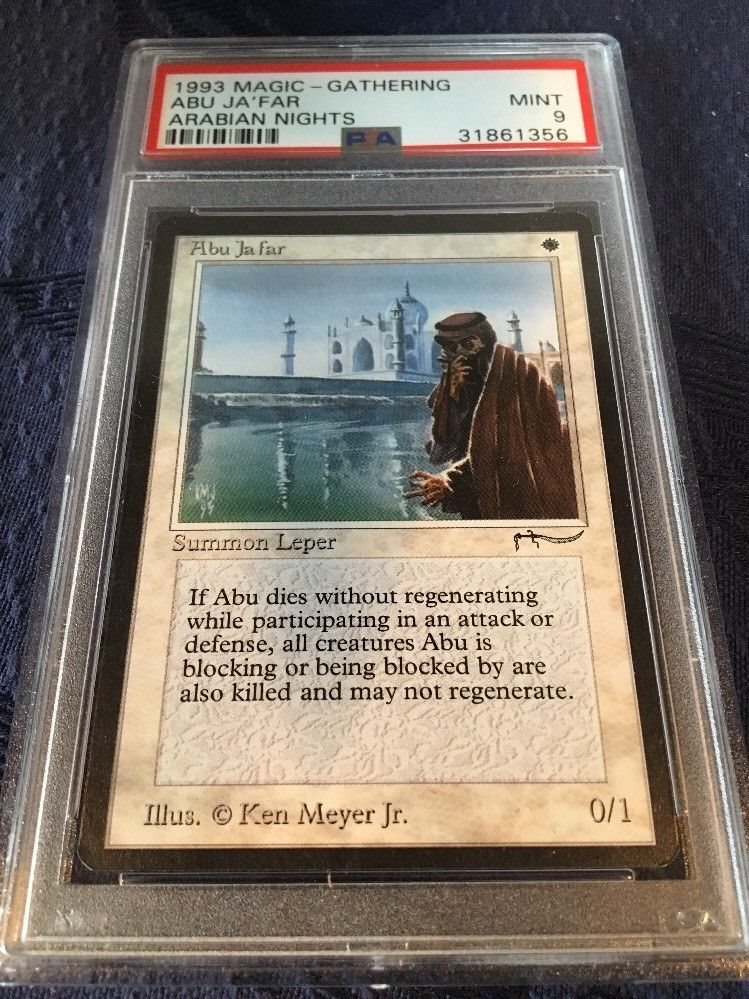 1993 MAGIC - GATHERING
ABU JA'FAR MINT
ARABIAN NIGHTS 9
PSA 31861356
Abu Ja'far
Summon Leper
If Abu dies without regenerating
while participating in an attack or
defense, all creatures Abu is
blocking or being blocked by are
also killed and may not regenerate.
Illus. © Ken Meyer Jr. 0/1